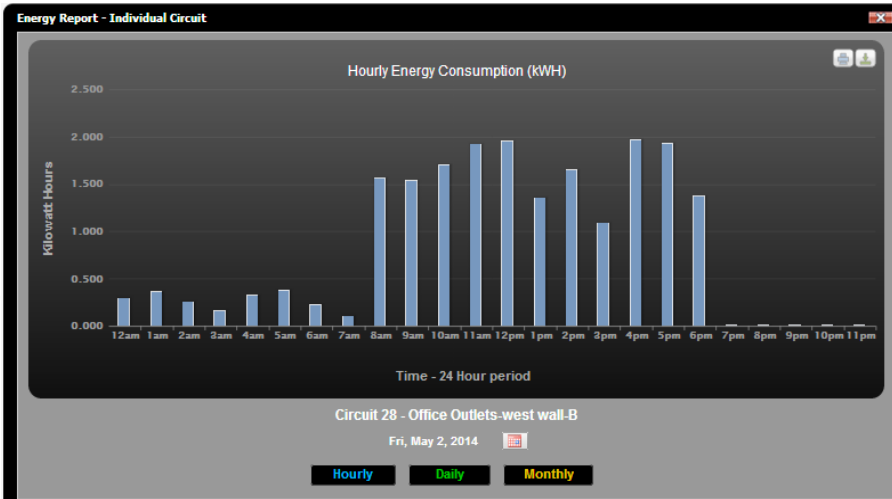 Energy Report - Individual Circuit
Hourly Energy Consumption (kWH)
2.500
2.000
1.500
1.000
0.500
0.000
Kilowatt Hours
12am 1am 2am 3am 4am 5am 6am 7am 8am 9am 10am 11am 12pm 1pm 2pm 3pm 4pm 5pm 6pm 7pm 8pm 9pm 10pm 11pm
Time - 24 Hour period
Circuit 28 - Office Outlets-west wall-B
Fri, May 2, 2014
Hourly Daily Monthly